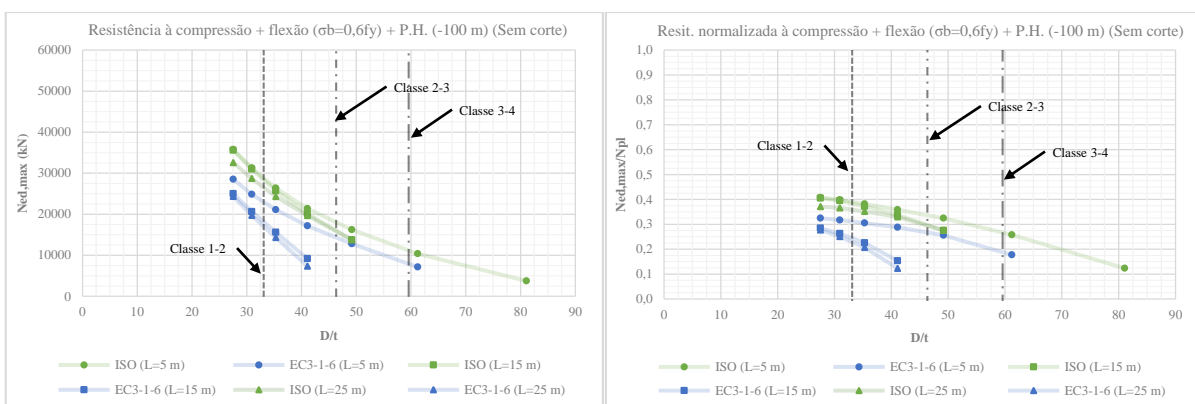 Resistência à compressão + flexão (σb=0,6fy) + P.H. (-100 m) (Sem corte)
60000
50000
40000
30000
20000
10000
0
Ned,max (kN)
Classe 2-3
Classe 3-4
Classe 1-2
0 10 20 30 40 50 60 70 80 90
D/t
ISO (L=5 m) EC3-1-6 (L=5 m) ISO (L=15 m)
EC3-1-6 (L=15 m) ISO (L=25 m) EC3-1-6 (L=25 m)
Resit. normalizada à compressão + flexão (σb=0,6fy) + P.H. (-100 m) (Sem corte)
1,0
0,9
0,8
0,7
0,6
0,5
0,4
0,3
0,2
0,1
0,0
Ned,max/Npl
Classe 2-3
Classe 1-2
Classe 3-4
0 10 20 30 40 50 60 70 80 90
D/t
ISO (L=5 m) EC3-1-6 (L=5 m) ISO (L=15 m)
EC3-1-6 (L=15 m) ISO (L=25 m) EC3-1-6 (L=25 m)